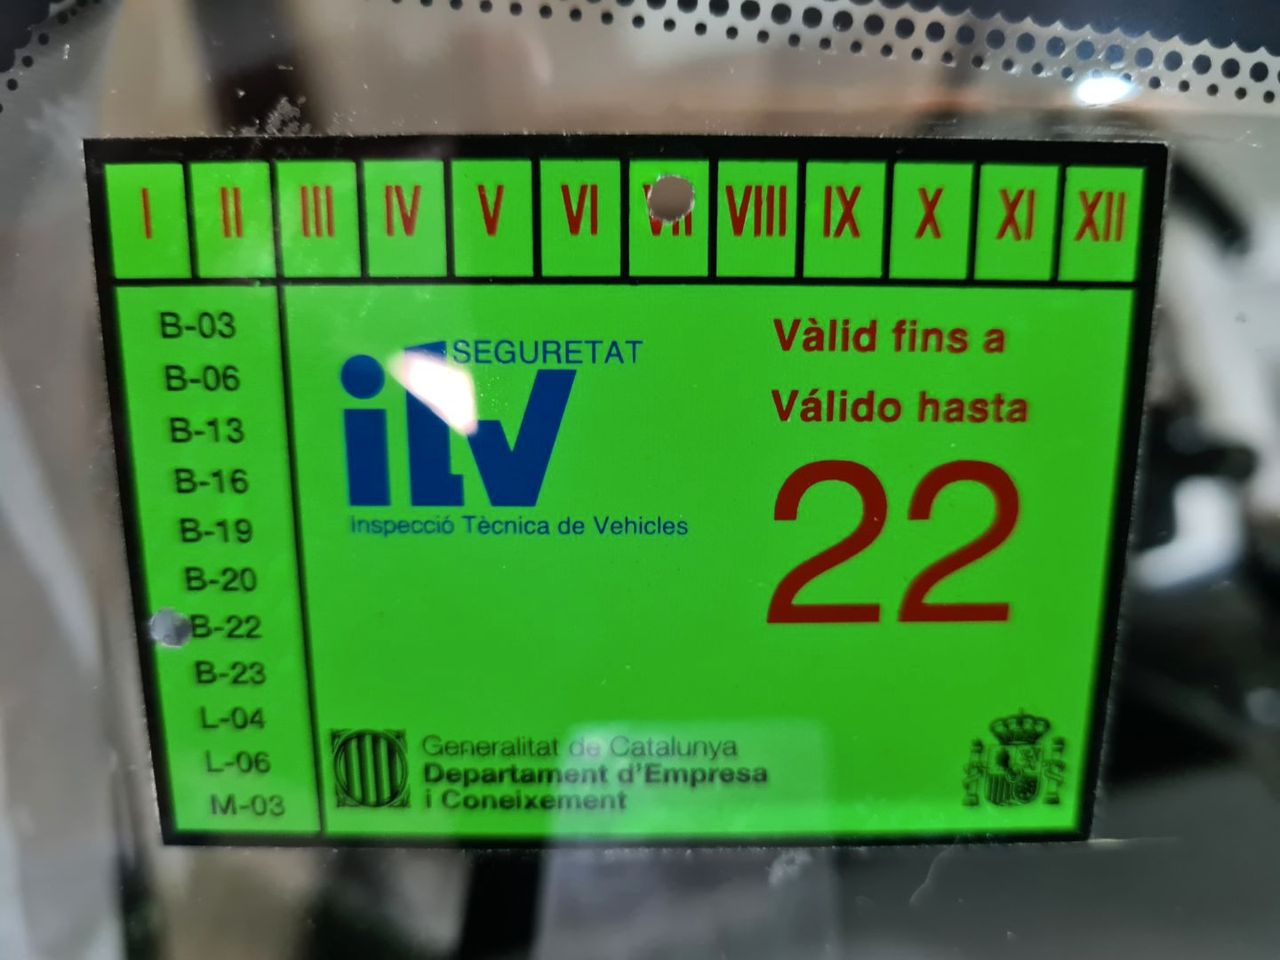 I II III IV V VI VII VIII IX X XI XII
B-03
B-06
B-13
B-16
B-19
B-20
B-22
B-23
L-04
L-06
M-03
SEGURETAT
itv
Inspecció Tècnica de Vehicles
Vàlid fins a
Válido hasta
22
Generalitat de Catalunya
Departament d'Empresa
i Coneixement